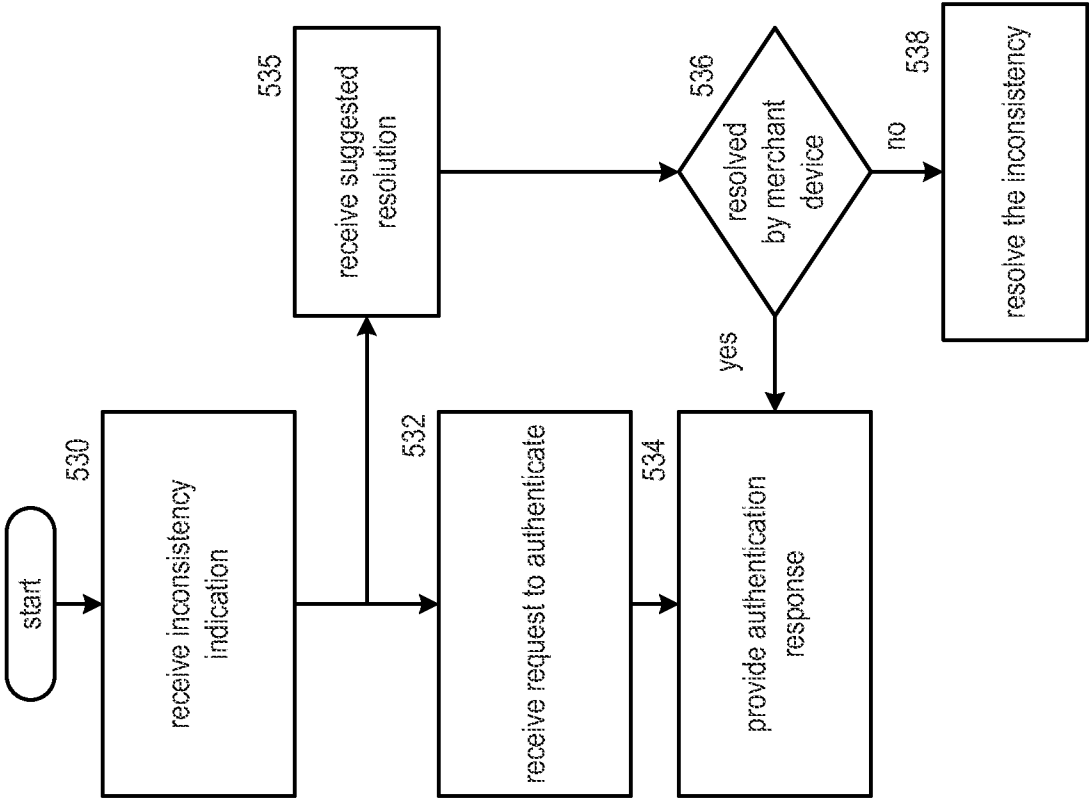 start
530
receive inconsistency
indication
532
receive request to authenticate
534
provide authentication
response
535
receive suggested
resolution
536
resolved
by merchant
device
yes
no
538
resolve the inconsistency